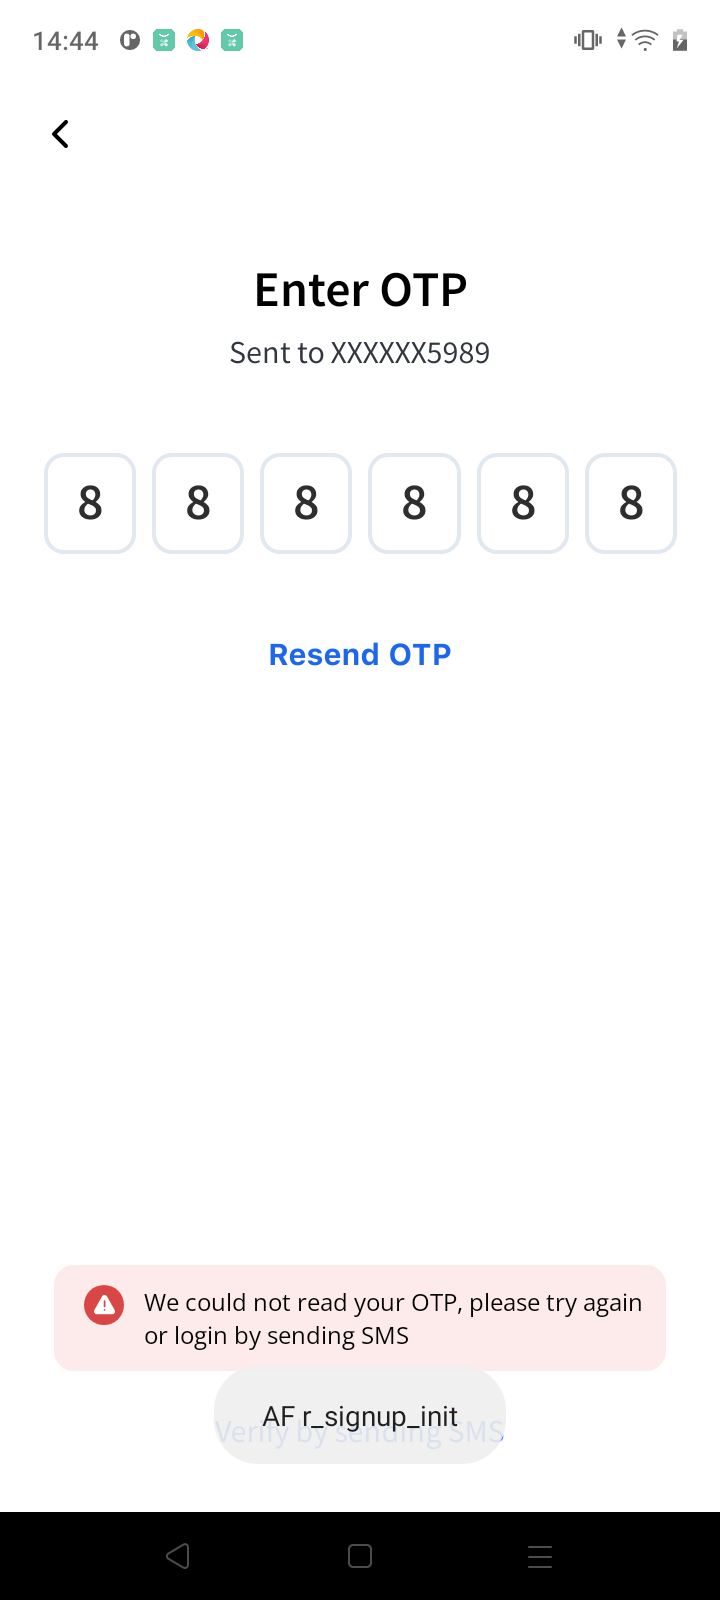 14:44
Enter OTP
Sent to XXXXXX5989
8 8 8 8 8 8
Resend OTP
We could not read your OTP, please try again
or login by sending SMS
AF r_signup_init
Verify by sending SMS